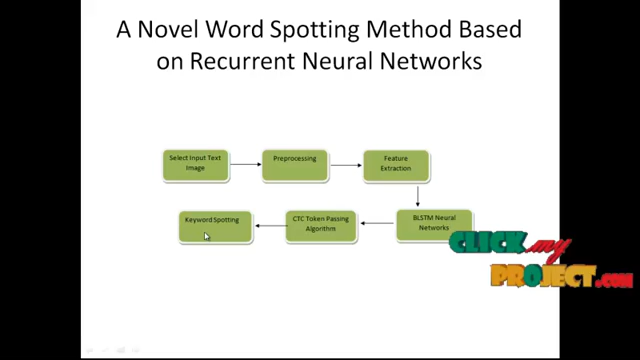 A Novel Word Spotting Method Based
on Recurrent Neural Networks
Select Input Text
Image
Preprocessing
Feature
Extraction
BLSTM Neural
Networks
CTC Token Passing
Algorithm
Keyword Spotting
CLICK my
PROJECT.COM